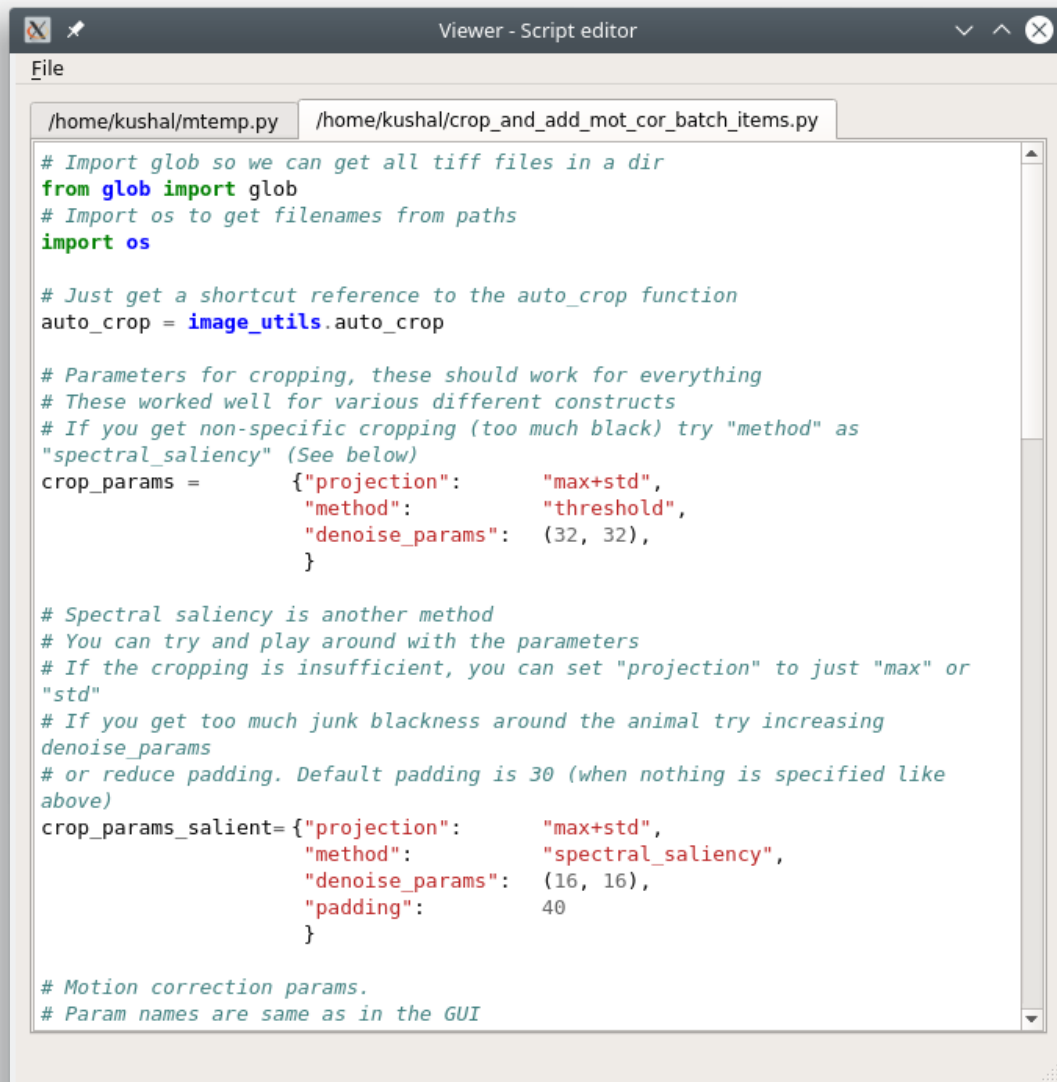 Viewer - Script editor
File
/home/kushal/mtemp.py
/home/kushal/crop_and_add_mot_cor_batch_items.py
# Import glob so we can get all tiff files in a dir
from glob import glob
# Import os to get filenames from paths
import os
# Just get a shortcut reference to the auto_crop function
auto_crop = image_utils.auto_crop
# Parameters for cropping, these should work for everything
# These worked well for various different constructs
# If you get non-specific cropping (too much black) try "method" as
"spectral_saliency" (See below)
crop_params =       {"projection":       "max+std",
                     "method":           "threshold",
                     "denoise_params":   (32, 32),
                     }
# Spectral saliency is another method
# You can try and play around with the parameters
# If the cropping is insufficient, you can set "projection" to just "max" or
"std"
# If you get too much junk blackness around the animal try increasing
denoise_params
# or reduce padding. Default padding is 30 (when nothing is specified like
above)
crop_params_salient= {"projection":       "max+std",
                      "method":           "spectral_saliency",
                      "denoise_params":   (16, 16),
                      "padding":          40
                      }
# Motion correction params.
# Param names are same as in the GUI